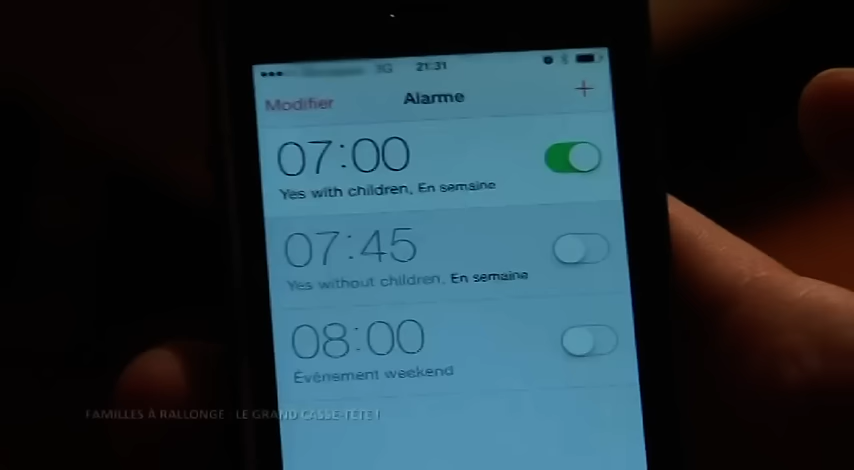 3G 21:31
Modifier Alarme +
07:00
Yes with children, En semaine
07:45
Yes without children, En semaine
08:00
Événement weekend
FAMILLES À RALLONGE : LE GRAND CASSE-TÊTE !